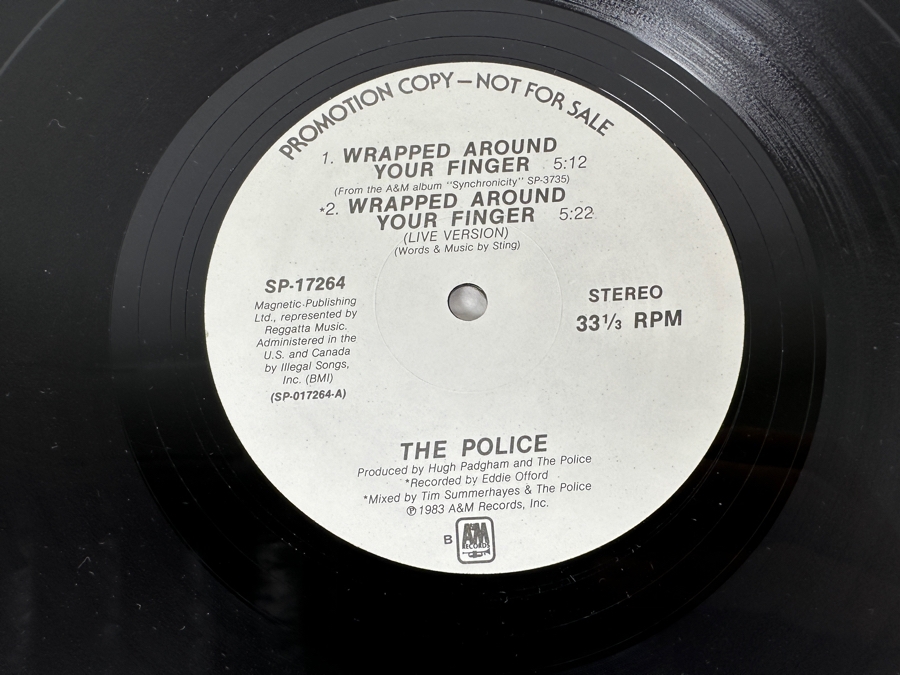 PROMOTION COPY—NOT FOR SALE
1. WRAPPED AROUND
YOUR FINGER 5:12
(From the A&M album "Synchronicity" SP-3735)
*2. WRAPPED AROUND
YOUR FINGER 5:22
(LIVE VERSION)
(Words & Music by Sting)
SP-17264
Magnetic Publishing
Ltd., represented by
Reggatta Music.
Administered in the
U.S. and Canada
by Illegal Songs,
Inc. (BMI)
(SP-017264-A)
STEREO
33 1/3 RPM
THE POLICE
Produced by Hugh Padgham and The Police
*Recorded by Eddie Offord
*Mixed by Tim Summerhayes & The Police
℗ 1983 A&M Records, Inc.
B
A&M
RECORDS